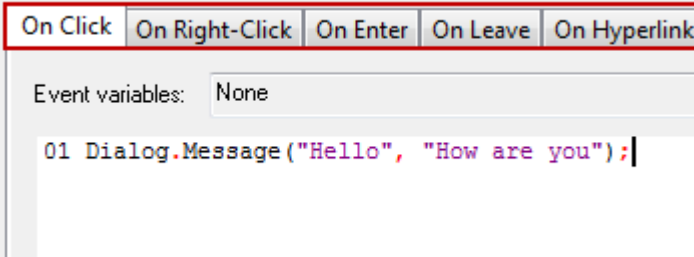 On Click On Right-Click On Enter On Leave On Hyperlink
Event variables: None
01 Dialog.Message("Hello", "How are you");